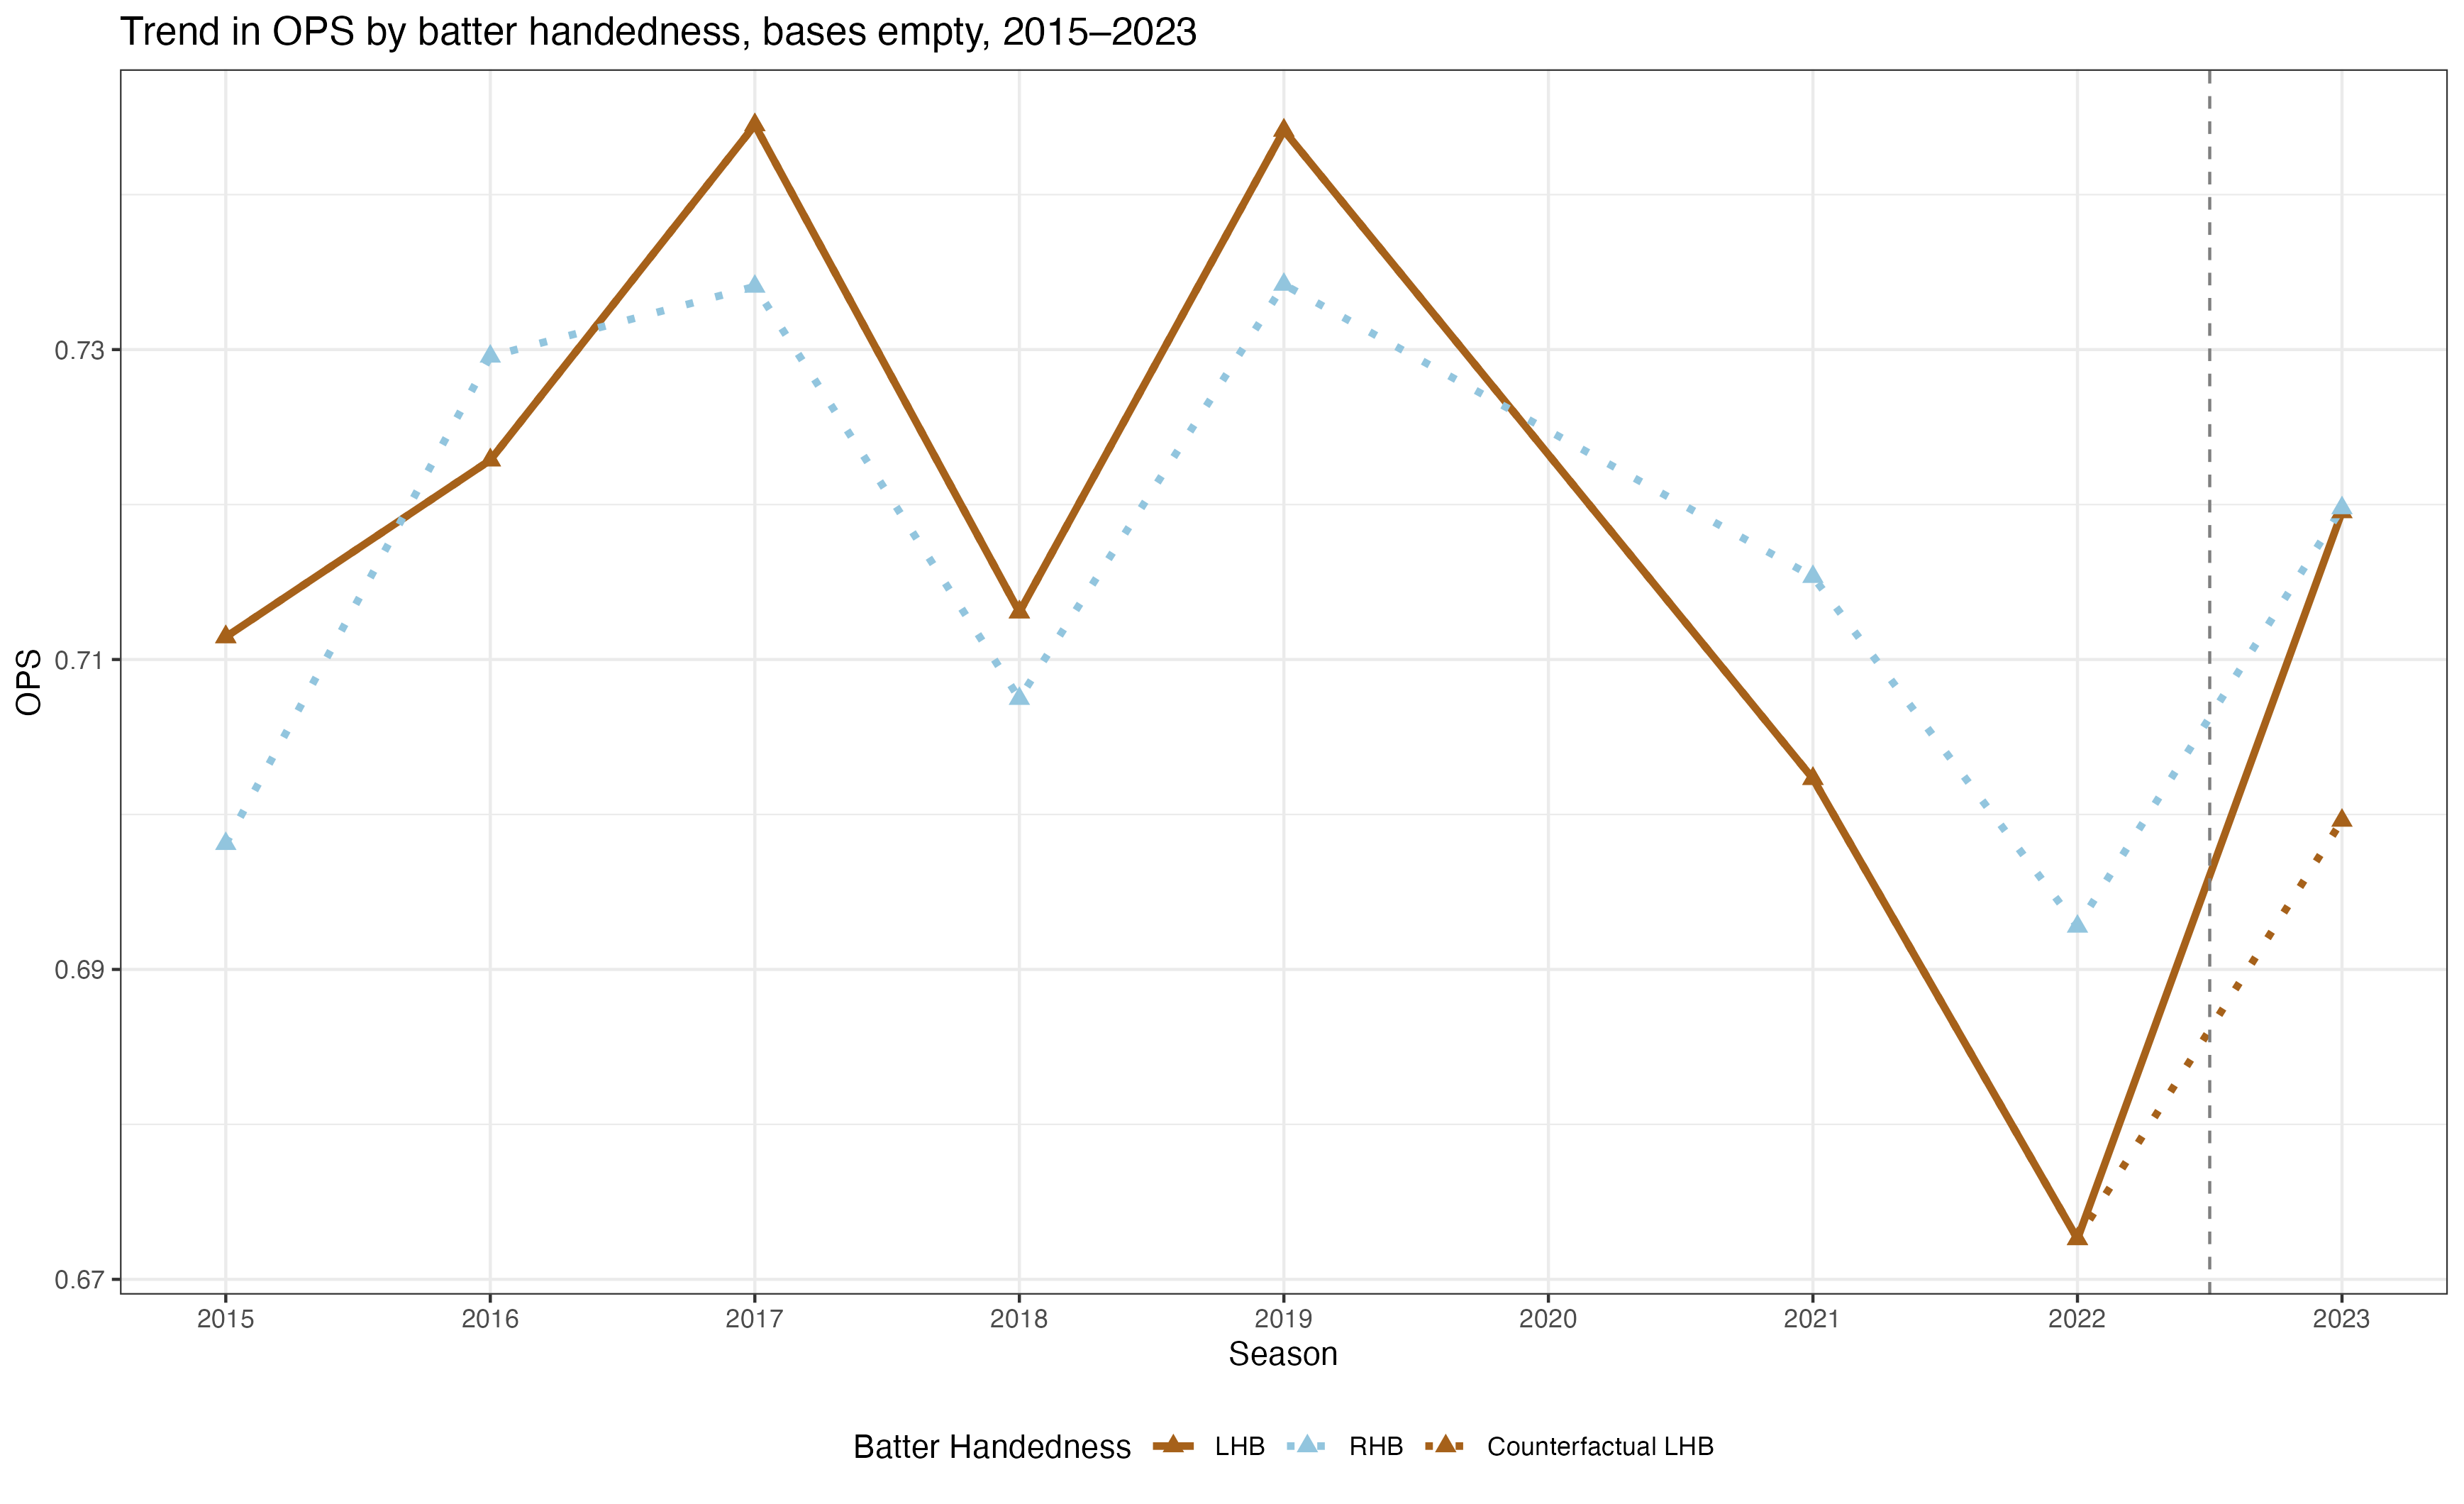 Trend in OPS by batter handedness, bases empty, 2015–2023
OPS
0.73
0.71
0.69
0.67
2015 2016 2017 2018 2019 2020 2021 2022 2023
Season
Batter Handedness LHB RHB Counterfactual LHB